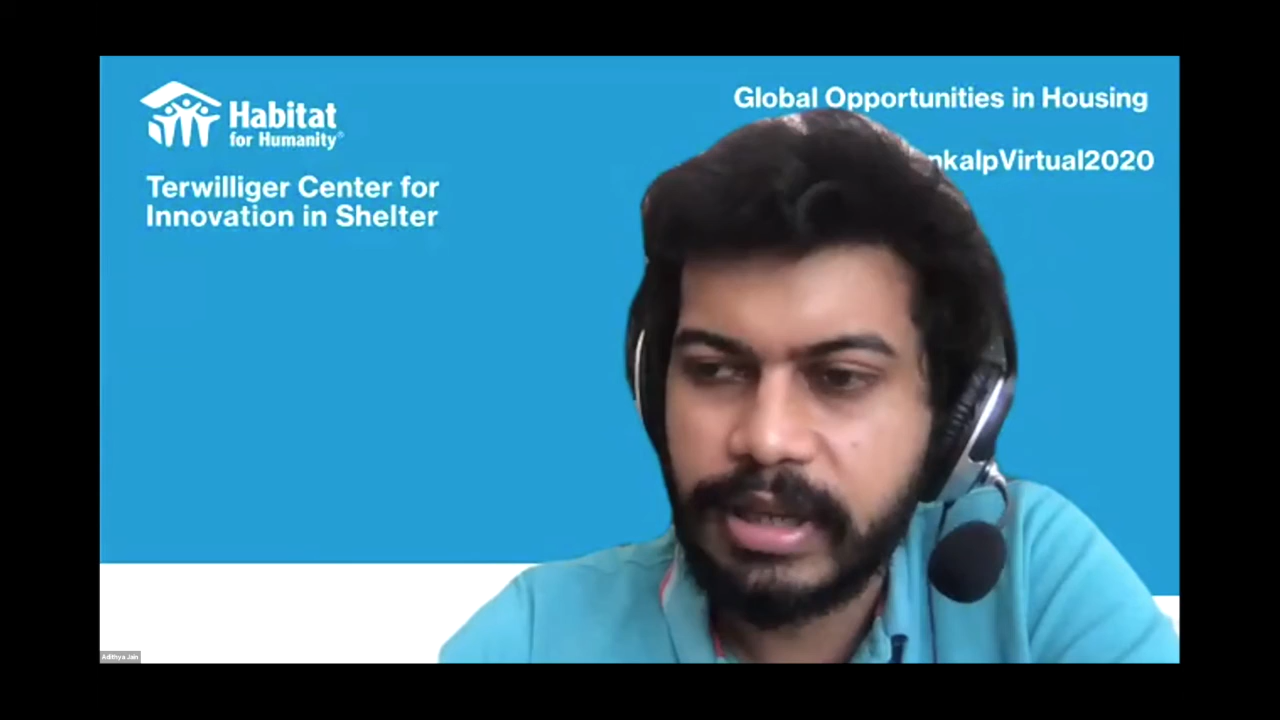 Habitat
for Humanity®
Terwilliger Center for
Innovation in Shelter
Global Opportunities in Housing
nkalpVirtual2020
Adithya Jain